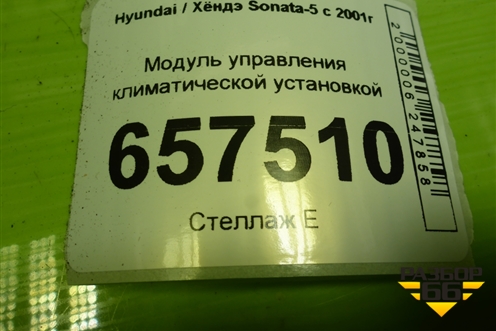 Hyundai / Хёндэ Sonata-5 с 2001г
Модуль управления
климатической установкой
657510
Стеллаж Е
2000006247858
РАЗБОР
66